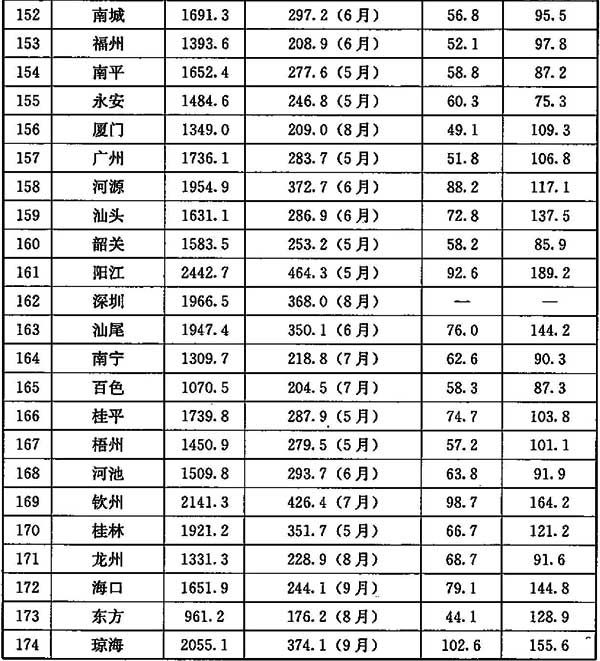 152 南城 1691.3 297.2（6月） 56.8 95.5
153 福州 1393.6 208.9（6月） 52.1 97.8
154 南平 1652.4 277.6（5月） 58.8 87.2
155 永安 1484.6 246.8（5月） 60.3 75.3
156 厦门 1349.0 209.0（8月） 49.1 109.3
157 广州 1736.1 283.7（5月） 51.8 106.8
158 河源 1954.9 372.7（6月） 88.2 117.1
159 汕头 1631.1 286.9（6月） 72.8 137.5
160 韶关 1583.5 253.2（5月） 58.2 85.9
161 阳江 2442.7 464.3（5月） 92.6 189.2
162 深圳 1966.5 368.0（8月） — —
163 汕尾 1947.4 350.1（6月） 76.0 144.2
164 南宁 1309.7 218.8（7月） 62.6 90.3
165 百色 1070.5 204.5（7月） 58.3 87.3
166 桂平 1739.8 287.9（5月） 74.7 103.8
167 梧州 1450.9 279.5（5月） 57.2 101.1
168 河池 1509.8 293.7（6月） 63.8 91.9
169 钦州 2141.3 426.4（7月） 98.7 164.2
170 桂林 1921.2 351.7（5月） 66.7 121.2
171 龙州 1331.3 228.9（8月） 68.7 91.6
172 海口 1651.9 244.1（9月） 79.1 144.8
173 东方 961.2 176.2（8月） 44.1 128.9
174 琼海 2055.1 374.1（9月） 102.6 155.6